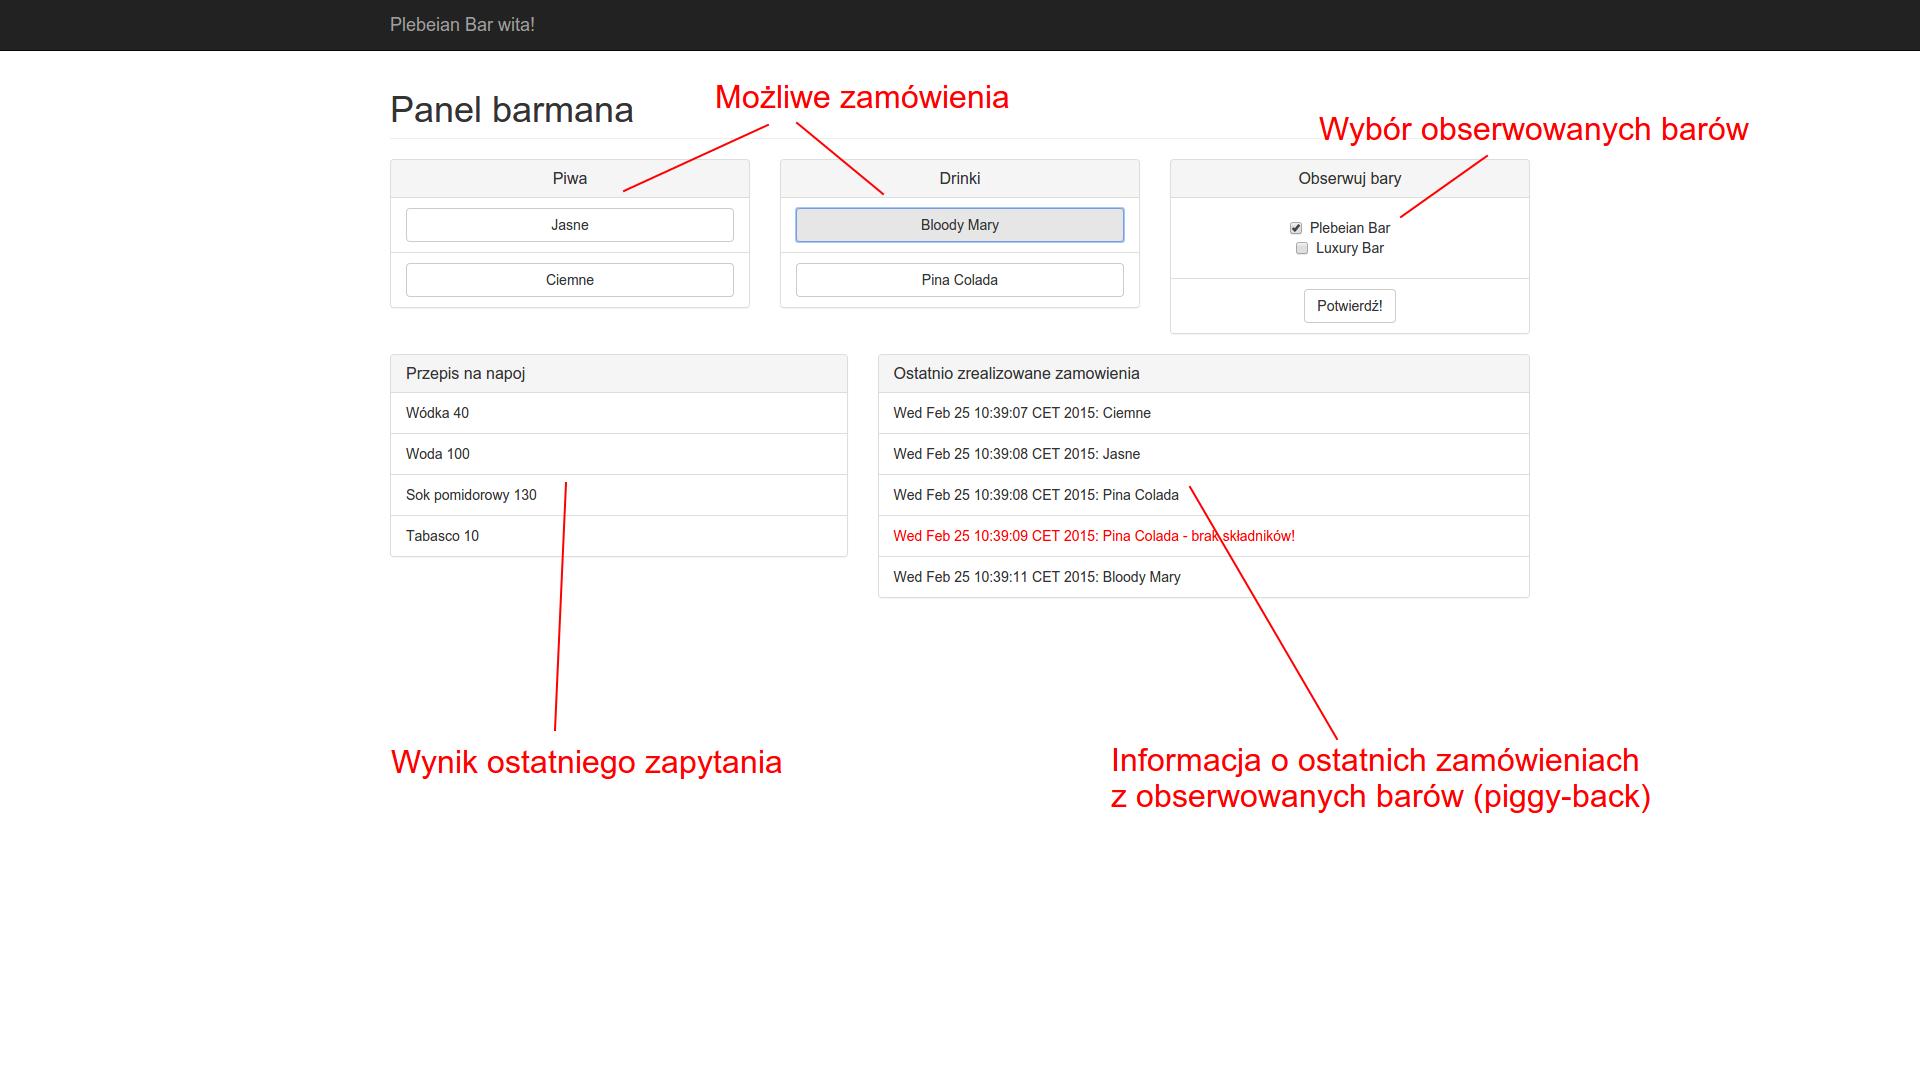 Plebeian Bar wita!
Panel barmana
Możliwe zamówienia
Wybór obserwowanych barów
Piwa
Jasne
Ciemne
Drinki
Bloody Mary
Pina Colada
Obserwuj bary
Plebeian Bar
Luxury Bar
Potwierdź!
Przepis na napoj
Wódka 40
Woda 100
Sok pomidorowy 130
Tabasco 10
Ostatnio zrealizowane zamowienia
Wed Feb 25 10:39:07 CET 2015: Ciemne
Wed Feb 25 10:39:08 CET 2015: Jasne
Wed Feb 25 10:39:08 CET 2015: Pina Colada
Wed Feb 25 10:39:09 CET 2015: Pina Colada - brak składników!
Wed Feb 25 10:39:11 CET 2015: Bloody Mary
Wynik ostatniego zapytania
Informacja o ostatnich zamówieniach
z obserwowanych barów (piggy-back)